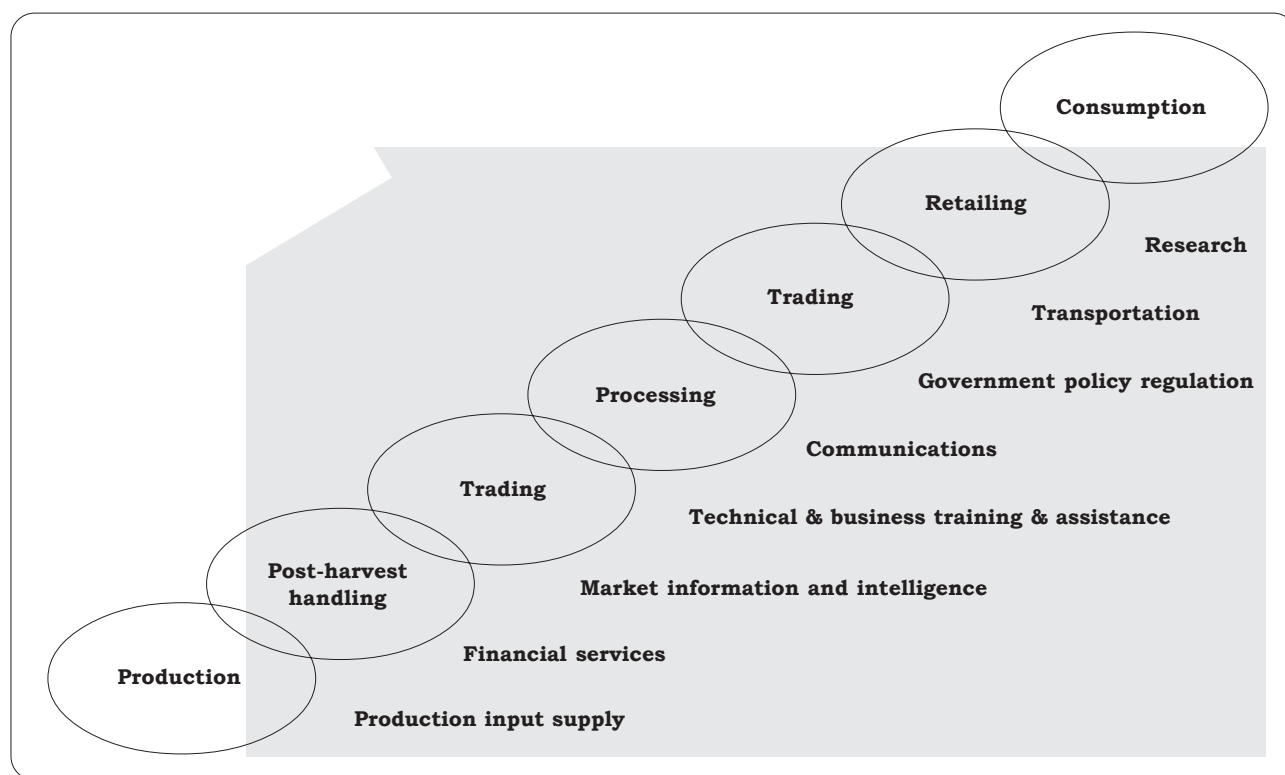 Consumption
Retailing
Research
Trading
Transportation
Government policy regulation
Processing
Communications
Trading
Technical & business training & assistance
Post-harvest
handling
Market information and intelligence
Financial services
Production
Production input supply